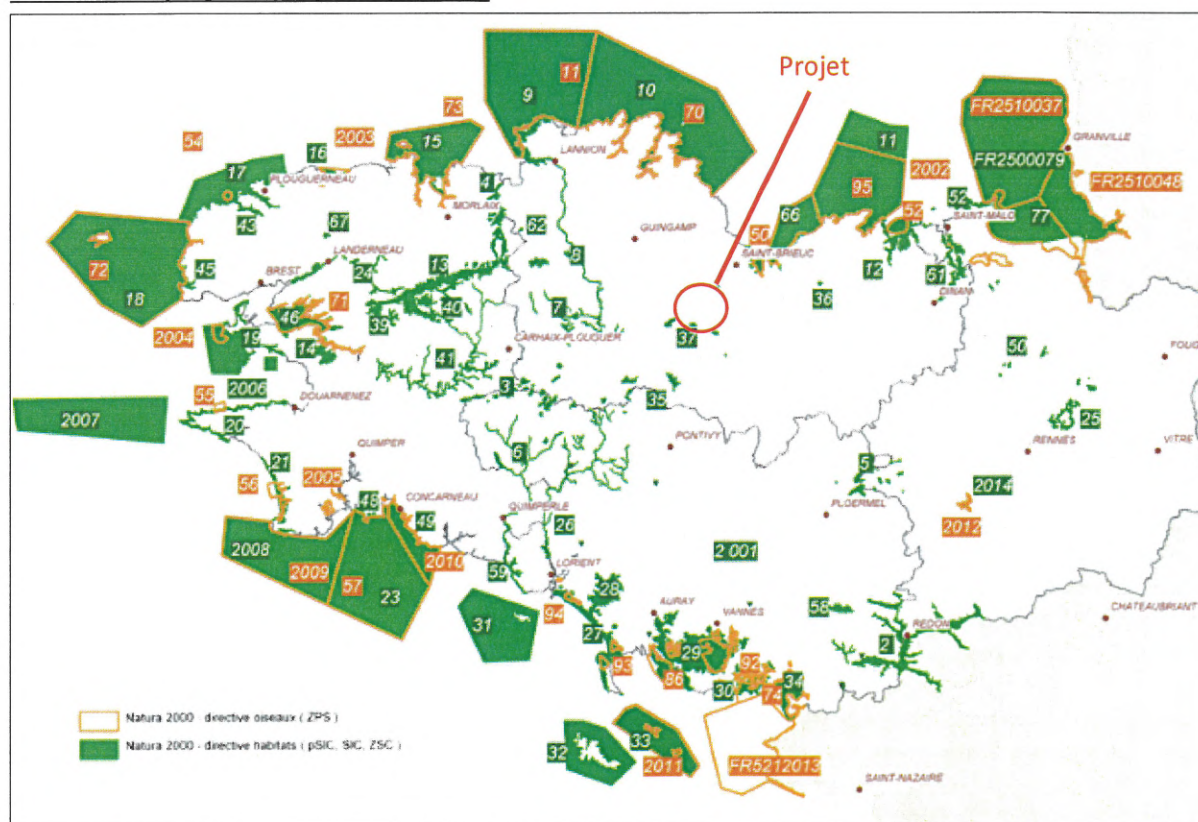 Projet
73
9
11
10
FR2510037
54
2003
15
70
11
GRANVILLE
16
LANNION
17
FR2500079
PLOUGUERNEAU
2002
FR2510048
4
95
52
MORLAIX
SAINT-MALO
43
62
66
52
77
67
GUINGAMP
50
LANDERNEAU
SAINT-BRIEUC
72
45
BREST
24
13
8
12
61
18
71
36
DINAN
46
40
7
39
2004
19
37
14
CARHAIX-PLOUGUER
50
41
FOUG
2006
3
55
35
2007
DOUARNENEZ
25
20
QUIMPER
PONTIVY
RENNES
VITRE
21
6
5
56
2005
2014
48
CONCARNEAU
QUIMPERLE
PLOERMEL
2012
49
26
2008
2 001
2009
2010
LORIENT
57
59
23
28
AURAY
VANNES
58
CHATEAUBRIANT
94
31
27
REDON
29
2
93
92
86
30
34
74
Natura 2000 - directive oiseaux ( ZPS )
Natura 2000 - directive habitats ( pSIC, SIC, ZSC )
32
33
2011
FR5212013
SAINT-NAZAIRE